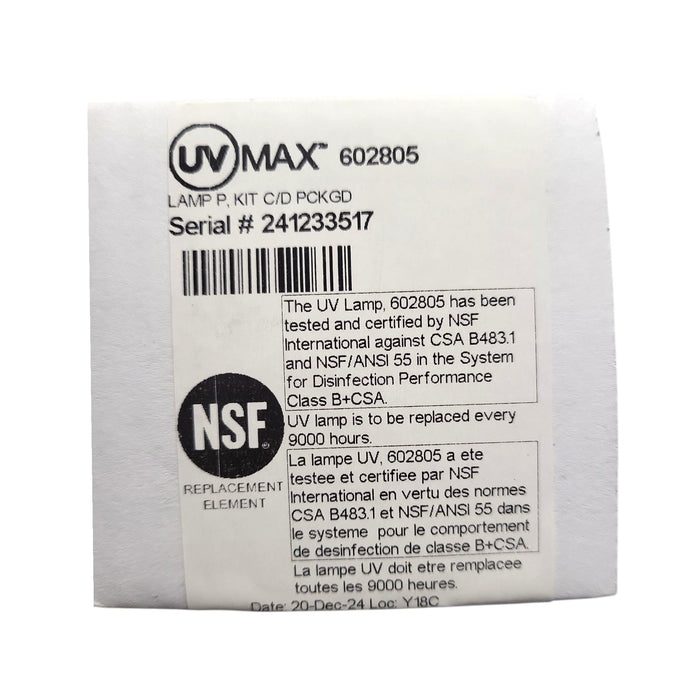 UVMAX™ 602805
LAMP P, KIT C/D PCKGD
Serial # 241233517
The UV Lamp, 602805 has been
tested and certified by NSF
International against CSA B483.1
and NSF/ANSI 55 in the System
for Disinfection Performance
Class B+CSA.
UV lamp is to be replaced every
9000 hours.
NSF®
REPLACEMENT
ELEMENT
La lampe UV, 602805 a ete
testee et certifiee par NSF
International en vertu des normes
CSA B483.1 et NSF/ANSI 55 dans
le systeme pour le comportement
de desinfection de classe B+CSA.
La lampe UV doit etre remplacee
toutes les 9000 heures.
Date: 20-Dec-24 Loc: Y18C